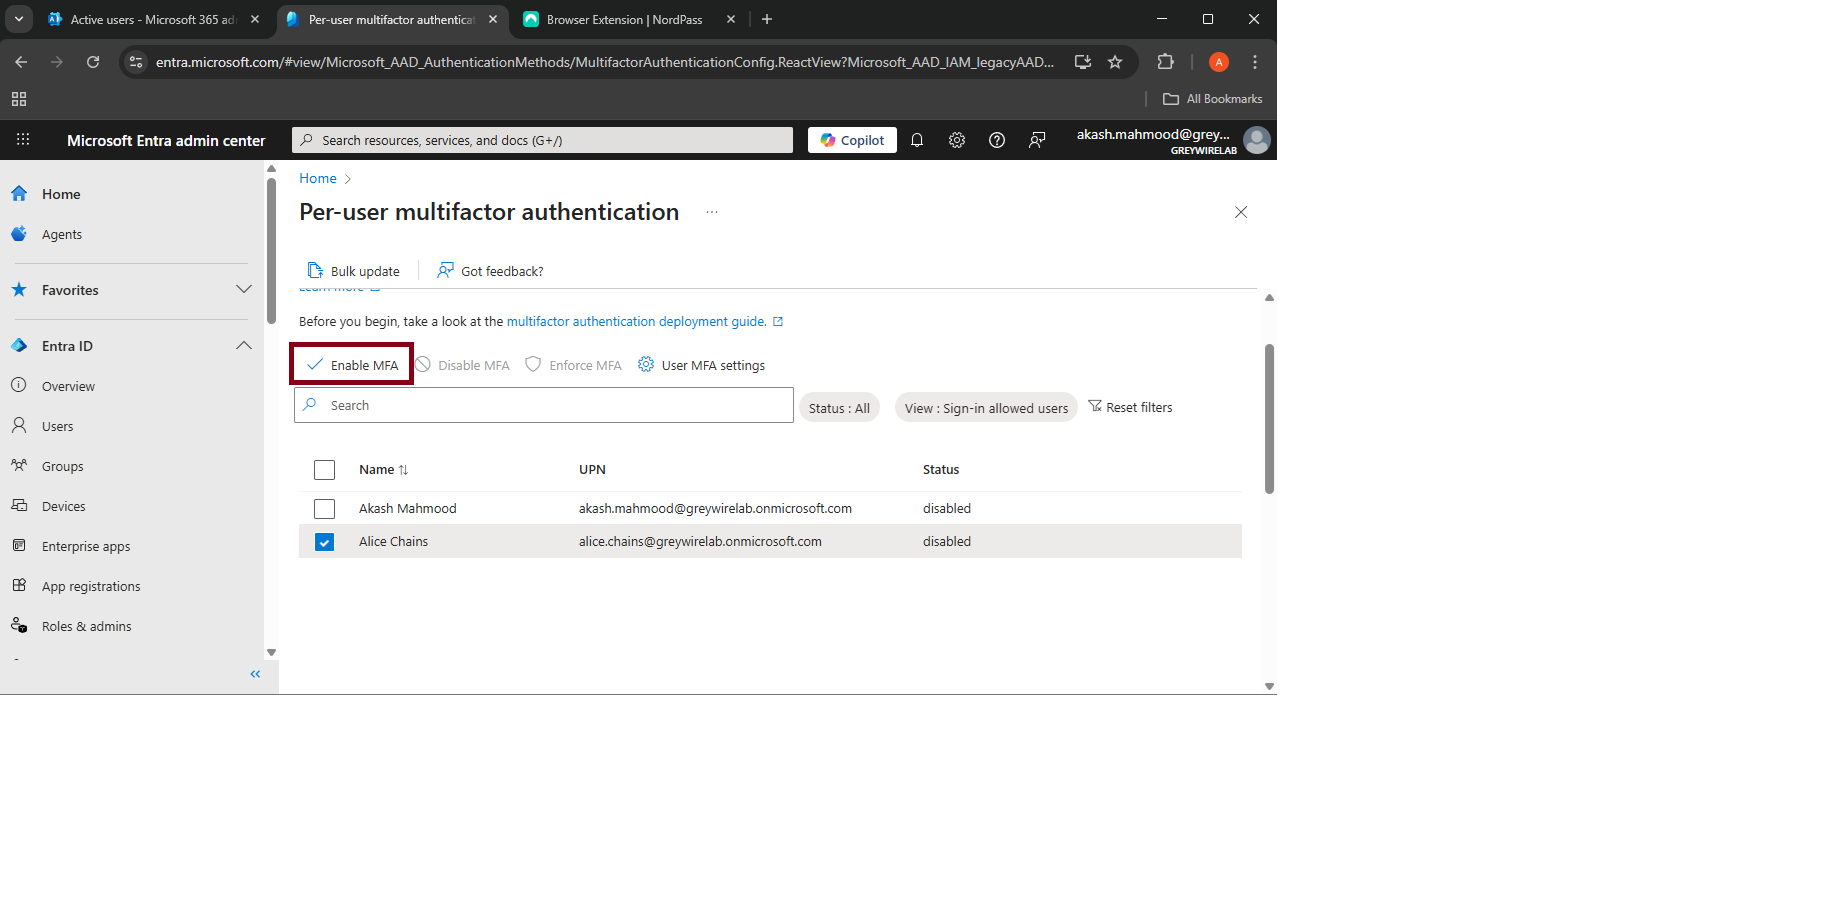 Active users - Microsoft 365 ad
Per-user multifactor authenticat
Browser Extension | NordPass
entra.microsoft.com/#view/Microsoft_AAD_AuthenticationMethods/MultifactorAuthenticationConfig.ReactView?Microsoft_AAD_IAM_legacyAAD...
A
All Bookmarks
Microsoft Entra admin center
Search resources, services, and docs (G+/)
Copilot
akash.mahmood@grey...
GREYWIRELAB
Home
Agents
Favorites
Entra ID
Overview
Users
Groups
Devices
Enterprise apps
App registrations
Roles & admins
Home
Per-user multifactor authentication
Bulk update
Got feedback?
Learn more
Before you begin, take a look at the multifactor authentication deployment guide.
Enable MFA
Disable MFA
Enforce MFA
User MFA settings
Search
Status : All
View : Sign-in allowed users
Reset filters
Name UPN Status
Akash Mahmood akash.mahmood@greywirelab.onmicrosoft.com disabled
Alice Chains alice.chains@greywirelab.onmicrosoft.com disabled